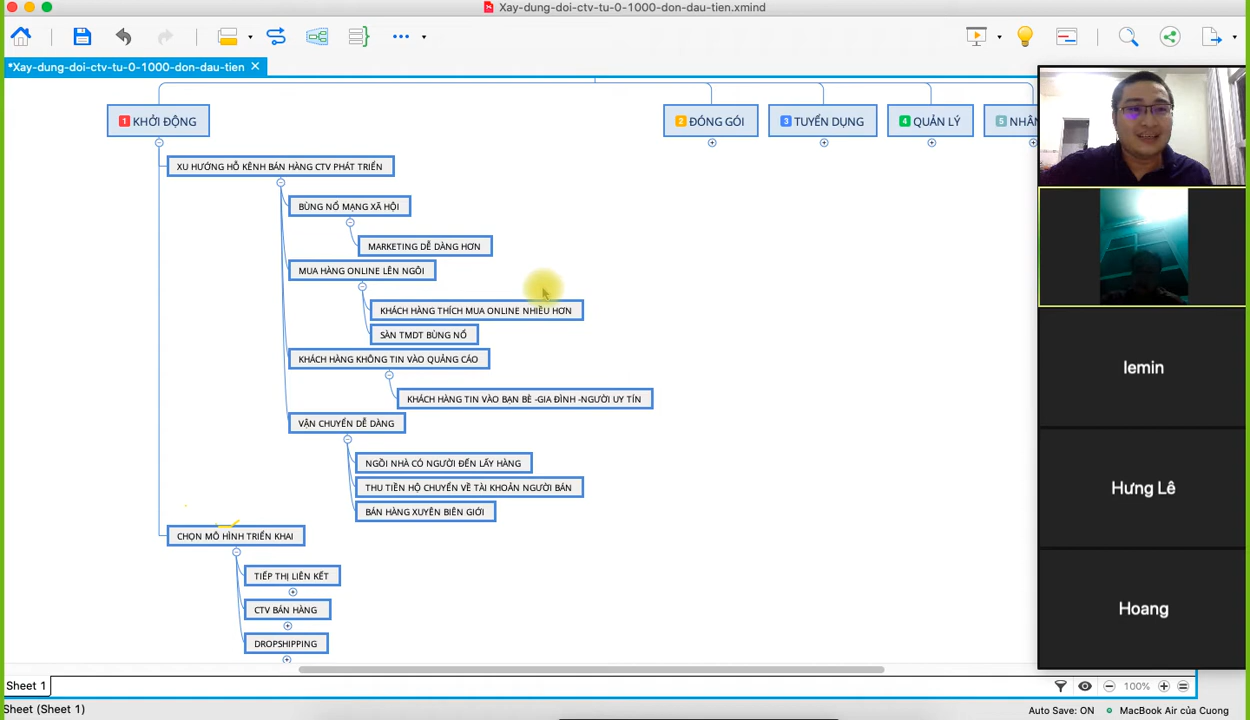 Xay-dung-doi-ctv-tu-0-1000-don-dau-tien.xmind
*Xay-dung-doi-ctv-tu-0-1000-don-dau-tien
1 KHỞI ĐỘNG
2 ĐÓNG GÓI
3 TUYỂN DỤNG
4 QUẢN LÝ
5 NHÂN
XU HƯỚNG HỖ KÊNH BÁN HÀNG CTV PHÁT TRIỂN
BÙNG NỔ MẠNG XÃ HỘI
MARKETING DỄ DÀNG HƠN
MUA HÀNG ONLINE LÊN NGÔI
KHÁCH HÀNG THÍCH MUA ONLINE NHIỀU HƠN
SÀN TMDT BÙNG NỔ
KHÁCH HÀNG KHÔNG TIN VÀO QUẢNG CÁO
KHÁCH HÀNG TIN VÀO BẠN BÈ -GIA ĐÌNH -NGƯỜI UY TÍN
VẬN CHUYỂN DỄ DÀNG
NGỒI NHÀ CÓ NGƯỜI ĐẾN LẤY HÀNG
THU TIỀN HỘ CHUYỂN VỀ TÀI KHOẢN NGƯỜI BÁN
BÁN HÀNG XUYÊN BIÊN GIỚI
CHỌN MÔ HÌNH TRIỂN KHAI
TIẾP THỊ LIÊN KẾT
CTV BÁN HÀNG
DROPSHIPPING
lemin
Hưng Lê
Hoang
Sheet 1
100%
Sheet (Sheet 1)
Auto Save: ON
MacBook Air của Cuong